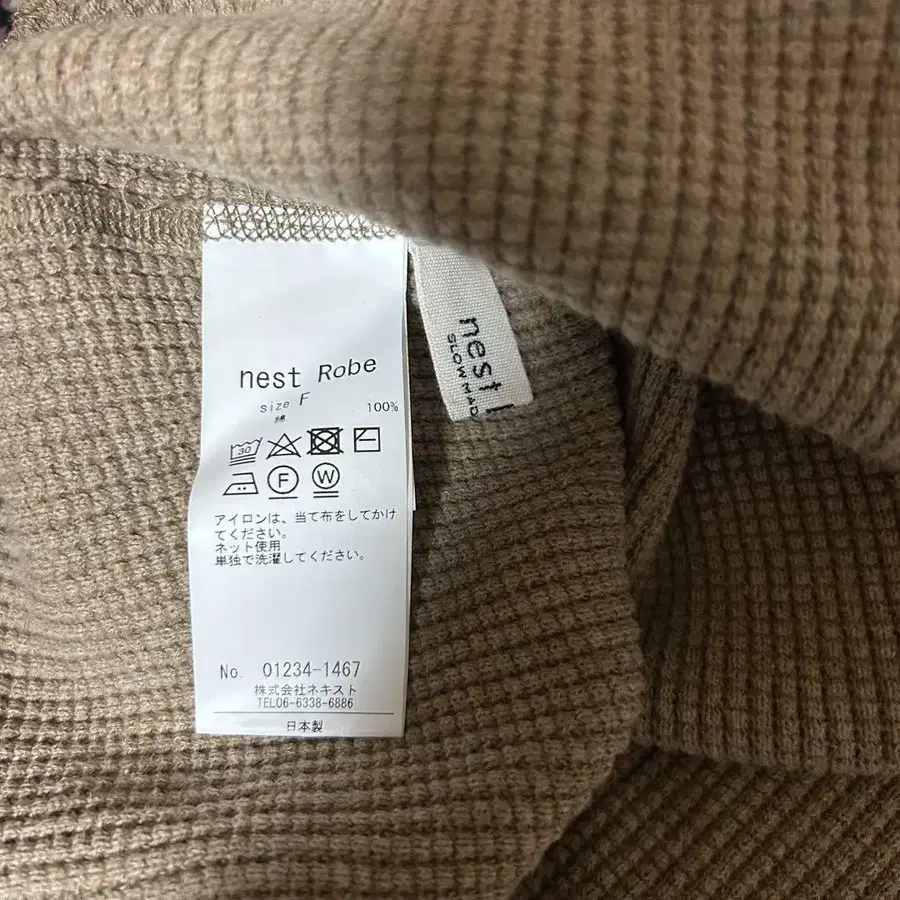 nest Robe
size F
綿 100%
30
F W
アイロンは、当て布をしてかけ
てください。
ネット使用
単独で洗濯してください。
No. 01234-1467
株式会社ネキスト
TEL06-6338-6886
日本製
nest
SLOW MAD